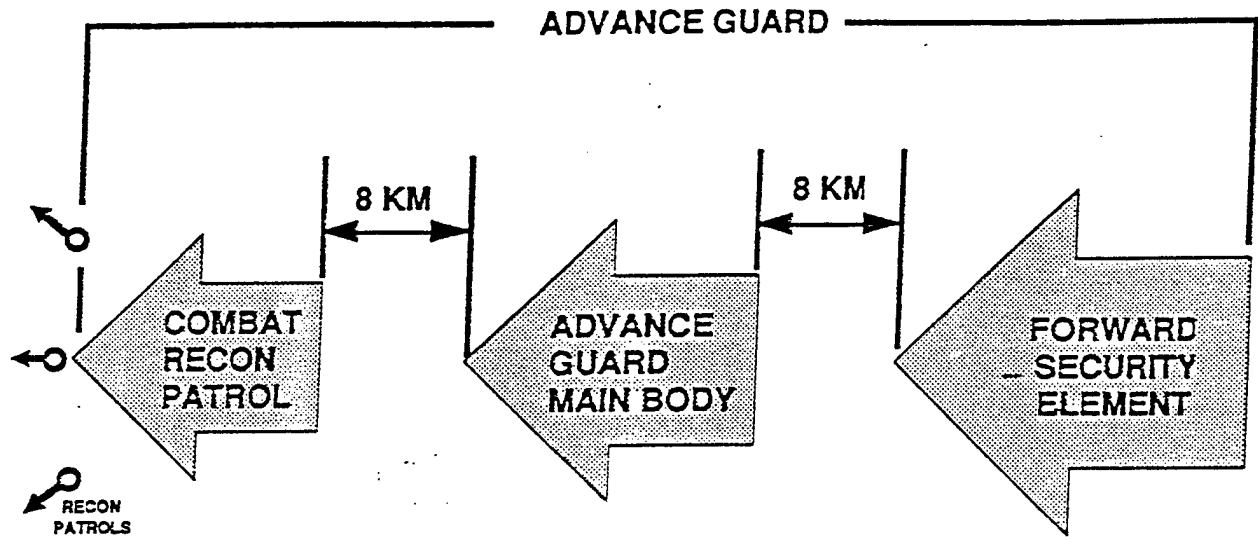 ADVANCE GUARD
8 KM
8 KM
COMBAT
RECON
PATROL
ADVANCE
GUARD
MAIN BODY
FORWARD
SECURITY
ELEMENT
RECON
PATROLS